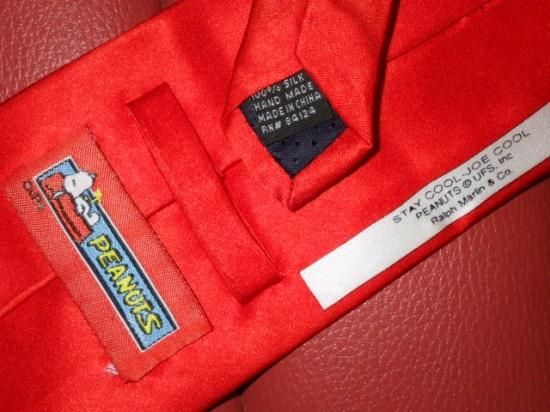 100% SILK
HAND MADE
MADE IN CHINA
RN# 84124
STAY COOL-JOE COOL
PEANUTS © UFS, Inc
Ralph Marlin & Co.
PEANUTS